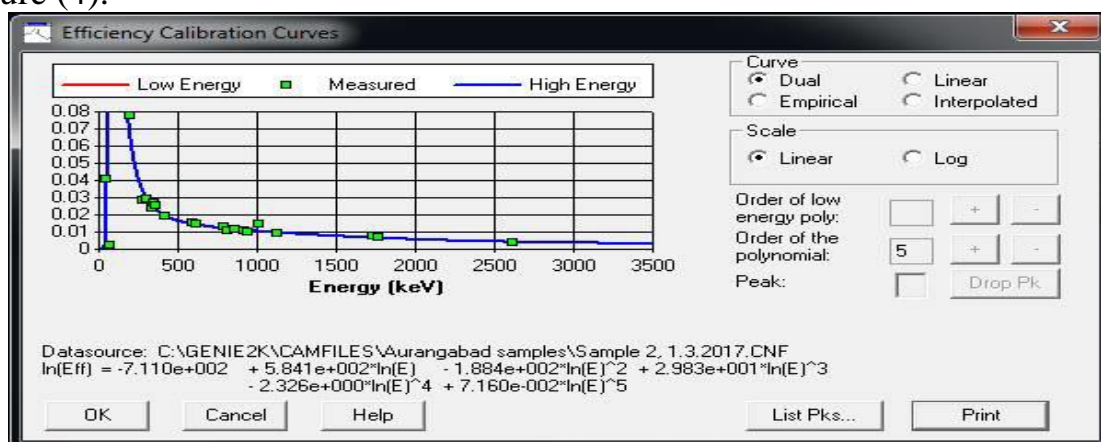 ure (4).
Efficiency Calibration Curves
Low Energy Measured High Energy
0.08
0.07
0.06
0.05
0.04
0.03
0.02
0.01
0
0 500 1000 1500 2000 2500 3000 3500
Energy (keV)
Curve
Dual Linear
Empirical Interpolated
Scale
Linear Log
Order of low
energy poly: + -
Order of the
polynomial: 5 + -
Peak: Drop Pk
Datasource: C:\GENIE2K\CAMFILES\Aurangabad samples\Sample 2, 1.3.2017.CNF
ln(Eff) = -7.110e+002 + 5.841e+002*ln(E) - 1.884e+002*ln(E)^2 + 2.983e+001*ln(E)^3
- 2.326e+000*ln(E)^4 + 7.160e-002*ln(E)^5
OK Cancel Help List Pks... Print